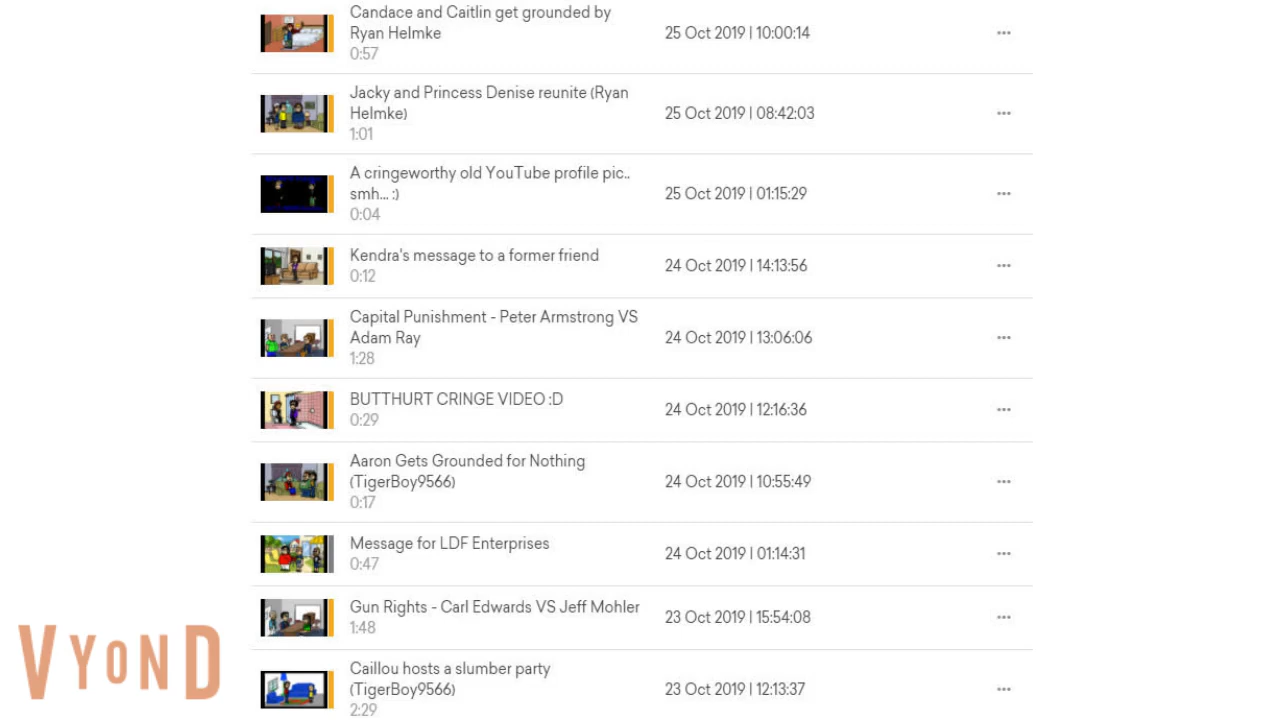 Candace and Caitlin get grounded by
Ryan Helmke
0:57
25 Oct 2019 | 10:00:14
Jacky and Princess Denise reunite (Ryan
Helmke)
1:01
25 Oct 2019 | 08:42:03
A cringeworthy old YouTube profile pic..
smh... :)
0:04
25 Oct 2019 | 01:15:29
Kendra's message to a former friend
0:12
24 Oct 2019 | 14:13:56
Capital Punishment - Peter Armstrong VS
Adam Ray
1:28
24 Oct 2019 | 13:06:06
BUTTHURT CRINGE VIDEO :D
0:29
24 Oct 2019 | 12:16:36
Aaron Gets Grounded for Nothing
(TigerBoy9566)
0:17
24 Oct 2019 | 10:55:49
Message for LDF Enterprises
0:47
24 Oct 2019 | 01:14:31
Gun Rights - Carl Edwards VS Jeff Mohler
1:48
23 Oct 2019 | 15:54:08
Caillou hosts a slumber party
(TigerBoy9566)
2:29
23 Oct 2019 | 12:13:37
VYOND